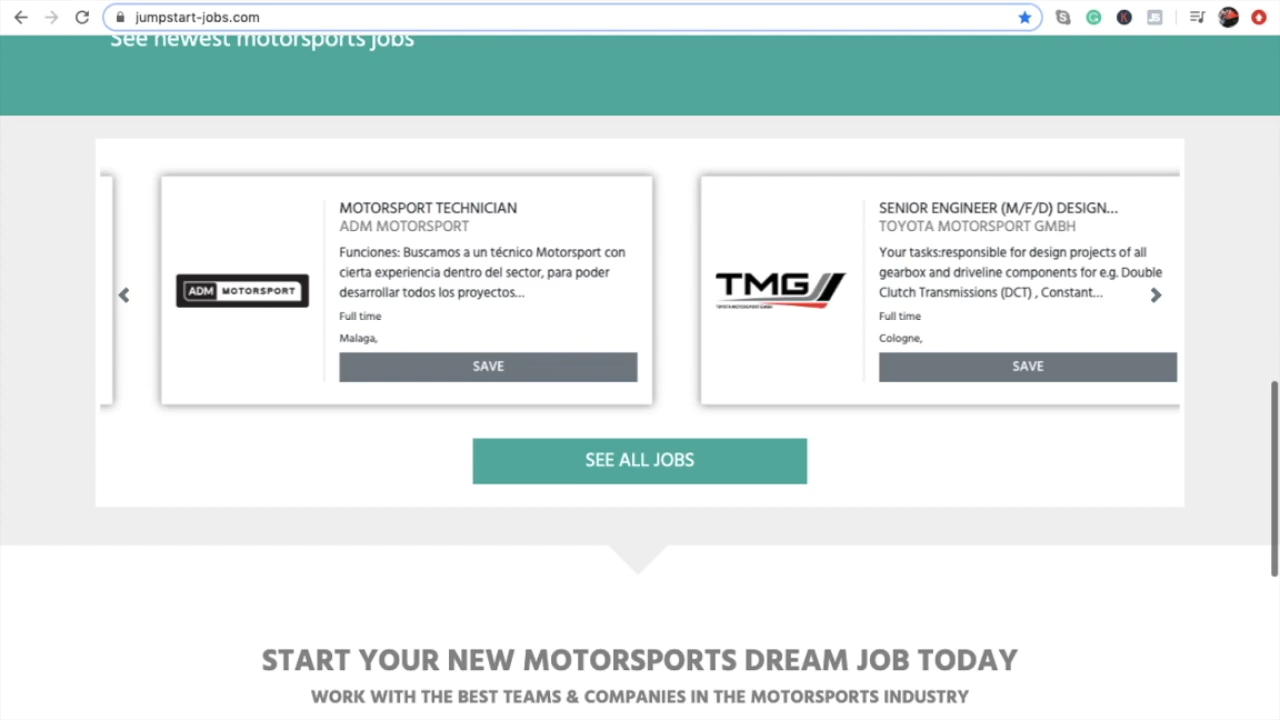 jumpstart-jobs.com
See newest motorsports jobs
MOTORSPORT TECHNICIAN
ADM MOTORSPORT
Funciones: Buscamos a un técnico Motorsport con
cierta experiencia dentro del sector, para poder
desarrollar todos los proyectos...
Full time
Malaga,
SAVE
ADM MOTORSPORT
SENIOR ENGINEER (M/F/D) DESIGN...
TOYOTA MOTORSPORT GMBH
Your tasks:responsible for design projects of all
gearbox and driveline components for e.g. Double
Clutch Transmissions (DCT) , Constant...
Full time
Cologne,
SAVE
TMG
TOYOTA MOTORSPORT GMBH
SEE ALL JOBS
START YOUR NEW MOTORSPORTS DREAM JOB TODAY
WORK WITH THE BEST TEAMS & COMPANIES IN THE MOTORSPORTS INDUSTRY